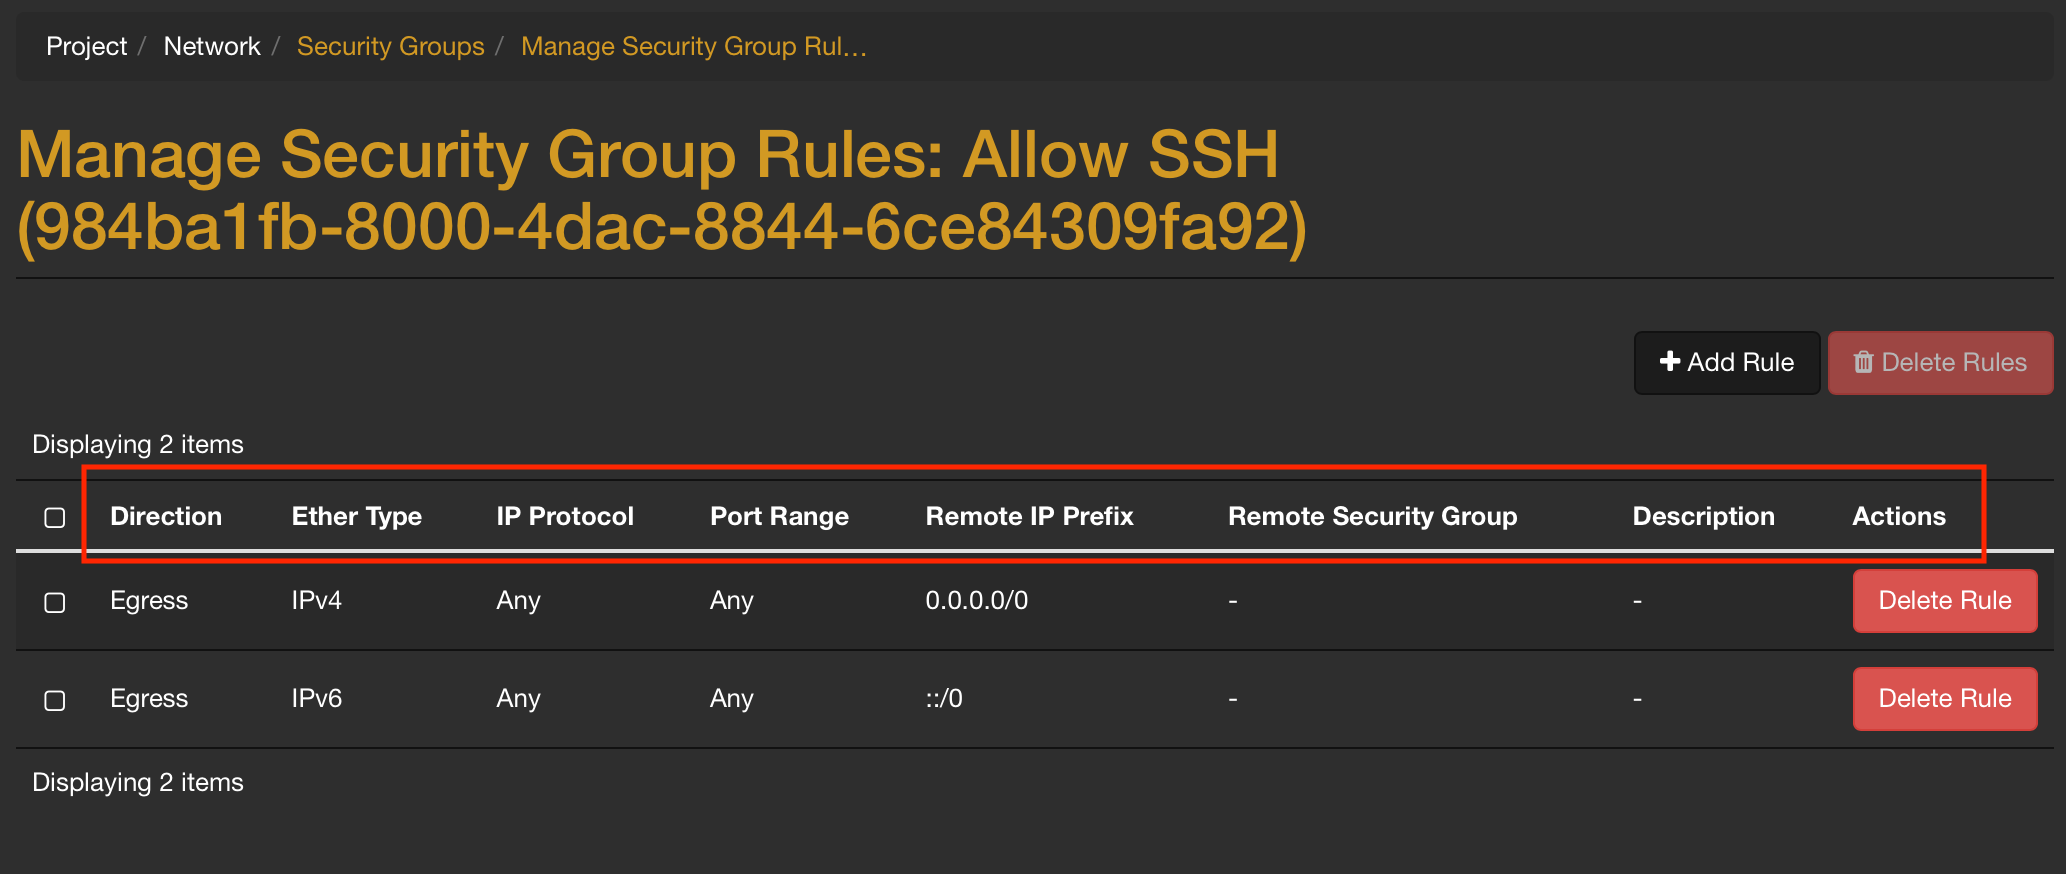 Project / Network / Security Groups / Manage Security Group Rul…
Manage Security Group Rules: Allow SSH
(984ba1fb-8000-4dac-8844-6ce84309fa92)
Add Rule Delete Rules
Displaying 2 items
Direction Ether Type IP Protocol Port Range Remote IP Prefix Remote Security Group Description Actions
Egress IPv4 Any Any 0.0.0.0/0 - - Delete Rule
Egress IPv6 Any Any ::/0 - - Delete Rule
Displaying 2 items